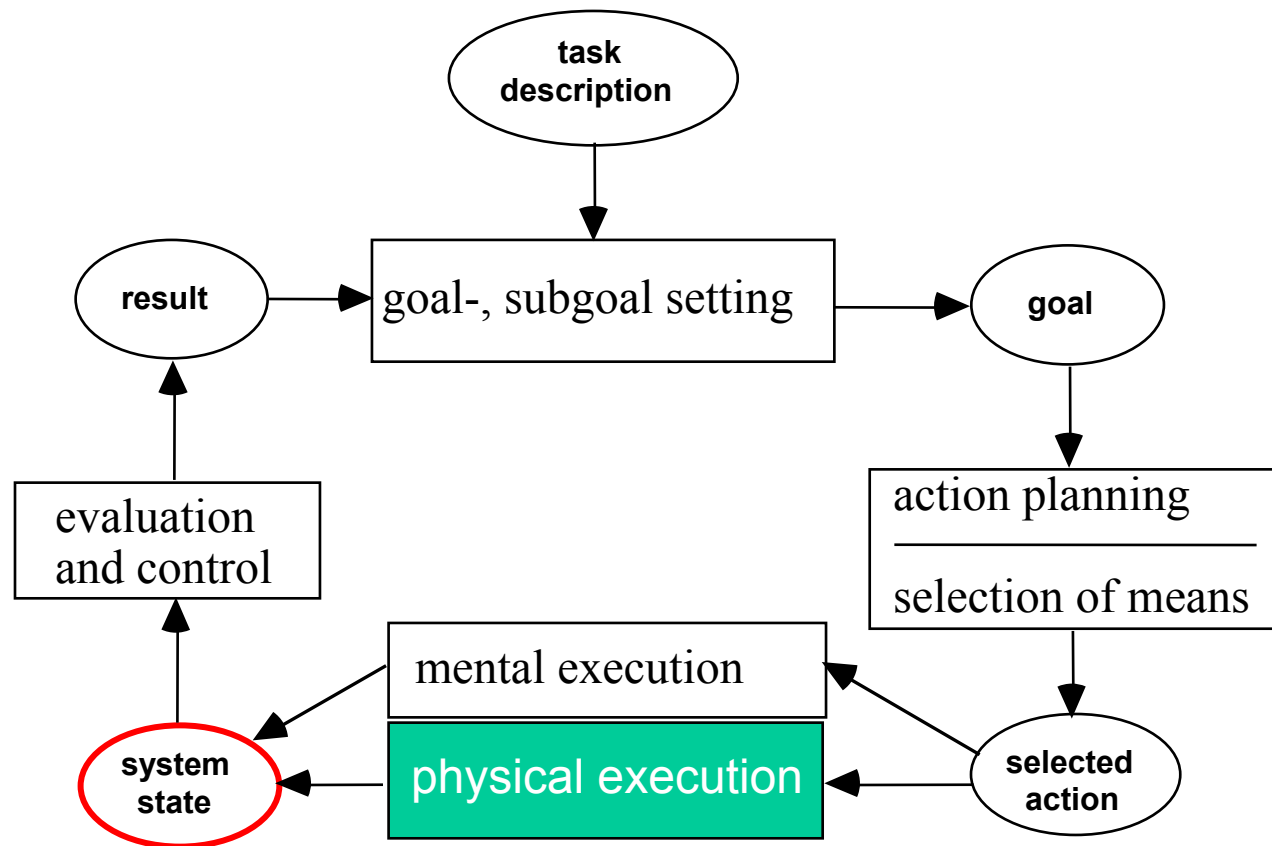 task
description
result
goal-, subgoal setting
goal
evaluation
and control
action planning
selection of means
mental execution
physical execution
system
state
selected
action